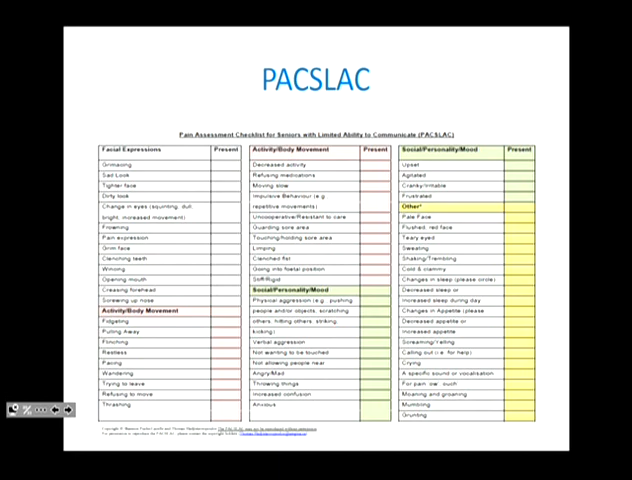 PACSLAC
Pain Assessment Checklist for Seniors with Limited Ability to Communicate (PACSLAC)
Facial Expressions Present
Grimacing
Sad Look
Tighter face
Dirty look
Change in eyes (squinting, dull,
bright, increased movement)
Frowning
Pain expression
Grim face
Clenching teeth
Wincing
Opening mouth
Creasing forehead
Screwing up nose
Activity/Body Movement
Fidgeting
Pulling Away
Flinching
Restless
Pacing
Wandering
Trying to leave
Refusing to move
Thrashing
Activity/Body Movement Present
Decreased activity
Refusing medications
Moving slow
Impulsive Behaviour (e.g.
repetitive movements)
Uncooperative/Resistant to care
Guarding sore area
Touching/holding sore area
Limping
Clenched fist
Going into foetal position
Stiff/Rigid
Social/Personality/Mood
Physical aggression (e.g. pushing
people and/or objects, scratching
others, hitting others, striking,
kicking)
Verbal aggression
Not wanting to be touched
Not allowing people near
Angry/Mad
Throwing things
Increased confusion
Anxious
Social/Personality/Mood Present
Upset
Agitated
Cranky/Irritable
Frustrated
Other*
Pale Face
Flushed, red face
Teary eyed
Sweating
Shaking/Trembling
Cold & clammy
Changes in sleep (please circle)
Decreased sleep or
Increased sleep during day
Changes in Appetite (please
Decreased appetite or
Increased appetite
Screaming/Yelling
Calling out (i.e. for help)
Crying
A specific sound or vocalisation
For pain 'ow', 'ouch'
Moaning and groaning
Mumbling
Grunting